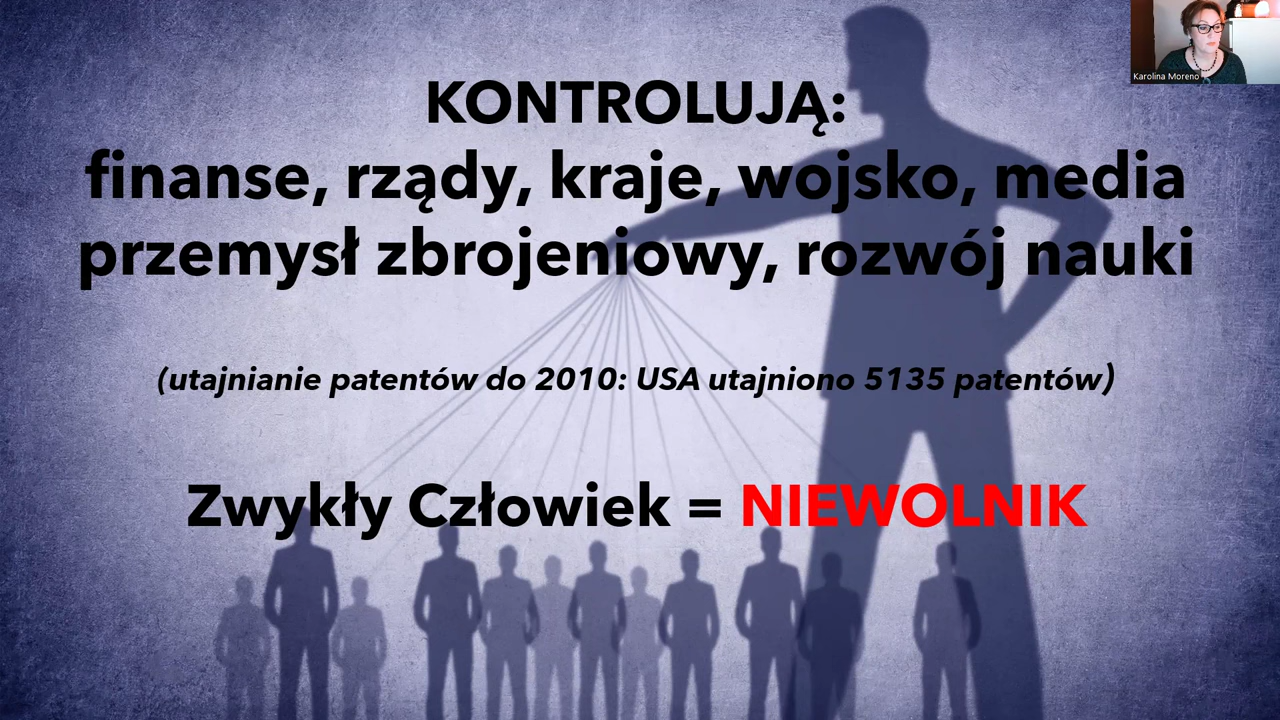 KONTROLUJĄ:
finanse, rządy, kraje, wojsko, media
przemysł zbrojeniowy, rozwój nauki
(utajnianie patentów do 2010: USA utajniono 5135 patentów)
Zwykły Człowiek = NIEWOLNIK
Karolina Moreno